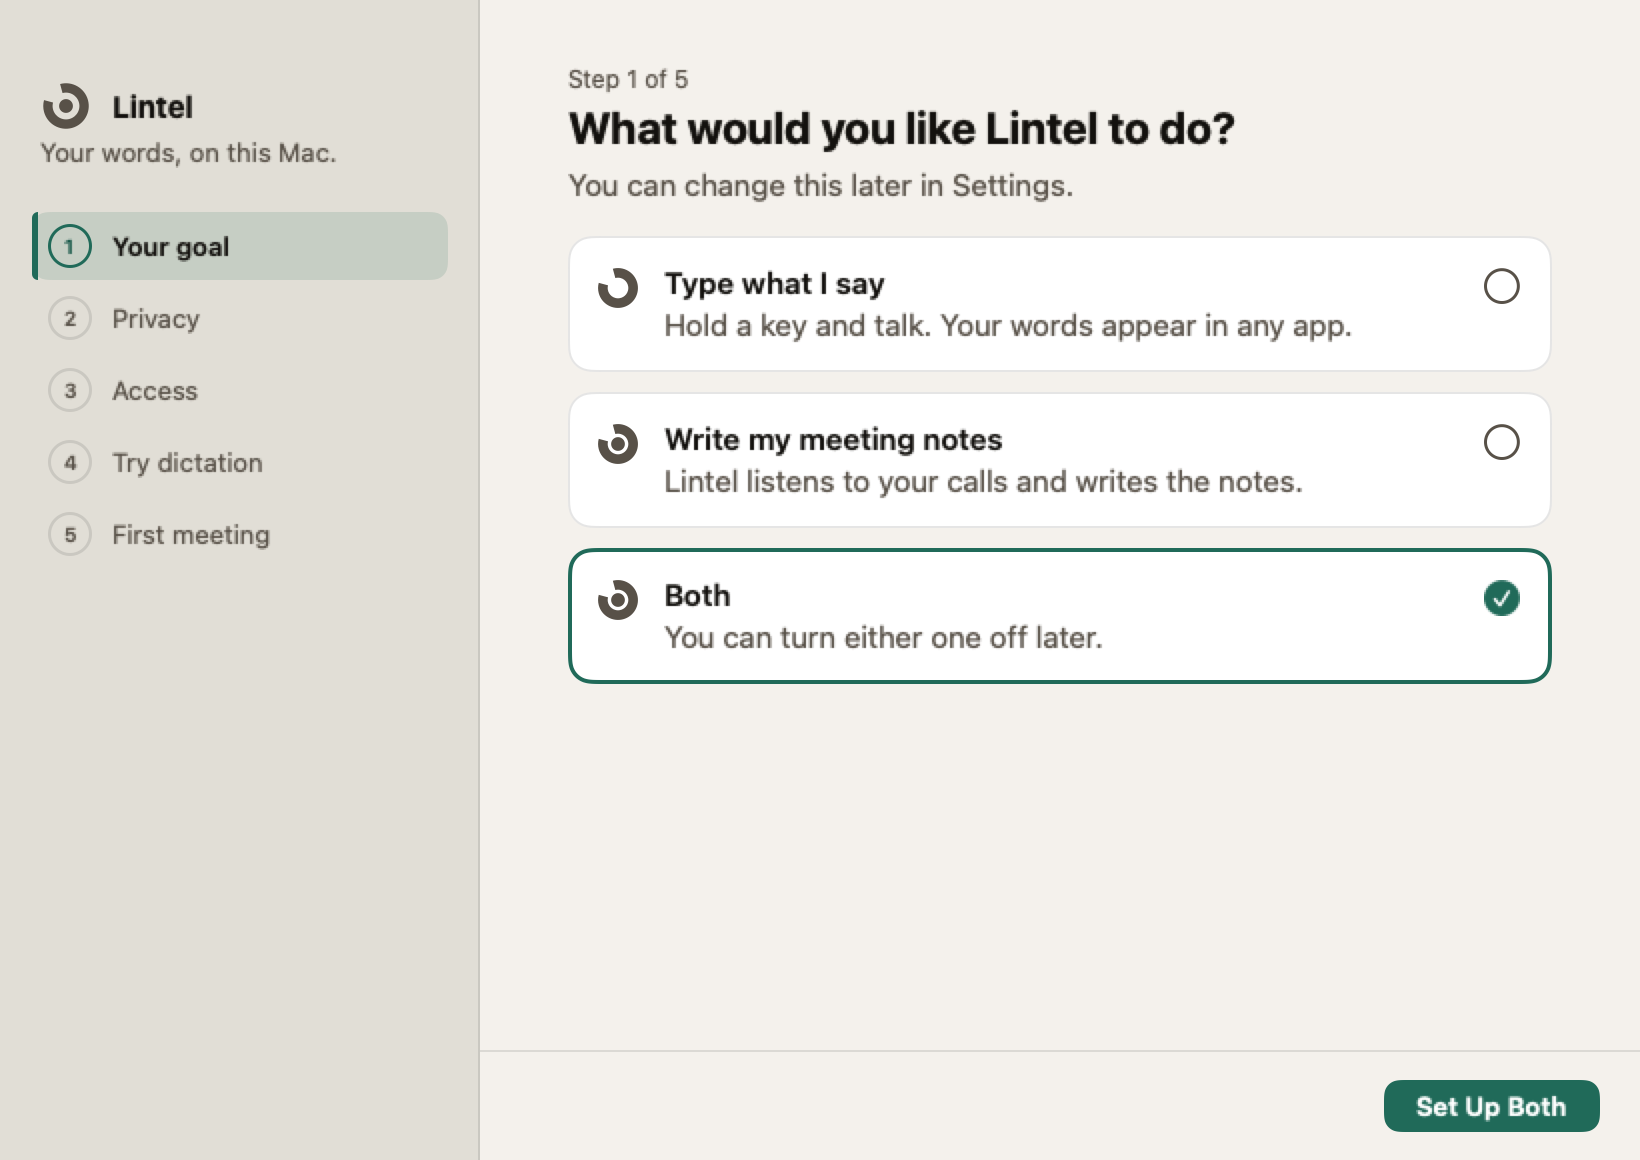 Lintel
Your words, on this Mac.
1 Your goal
2 Privacy
3 Access
4 Try dictation
5 First meeting
Step 1 of 5
What would you like Lintel to do?
You can change this later in Settings.
Type what I say
Hold a key and talk. Your words appear in any app.
Write my meeting notes
Lintel listens to your calls and writes the notes.
Both
You can turn either one off later.
Set Up Both